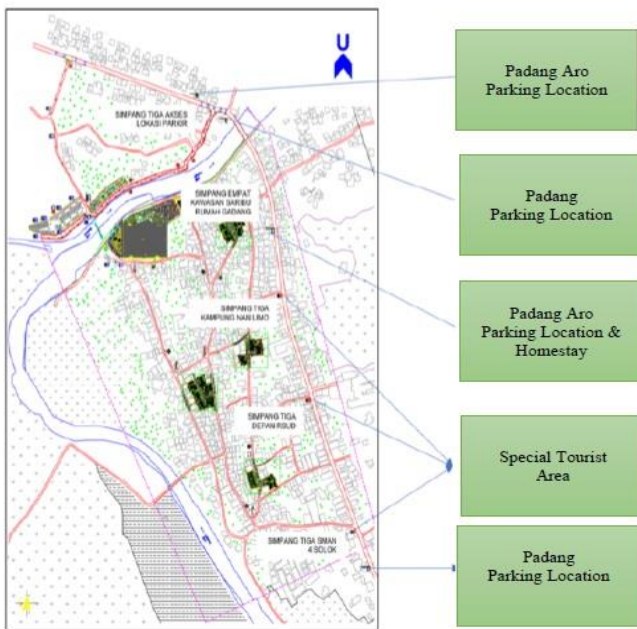 U
SIMPANG TIGA AKSES
LOKASI PARKIR
SIMPANG EMPAT
KAWASAN SARIBU
RUMAH GADANG
SIMPANG TIGA
KAMPUNG NAN LIMO
SIMPANG TIGA
DEPAN RSUD
SIMPANG TIGA SMAN
4 SOLOK
Padang Aro
Parking Location
Padang
Parking Location
Padang Aro
Parking Location &
Homestay
Special Tourist
Area
Padang
Parking Location